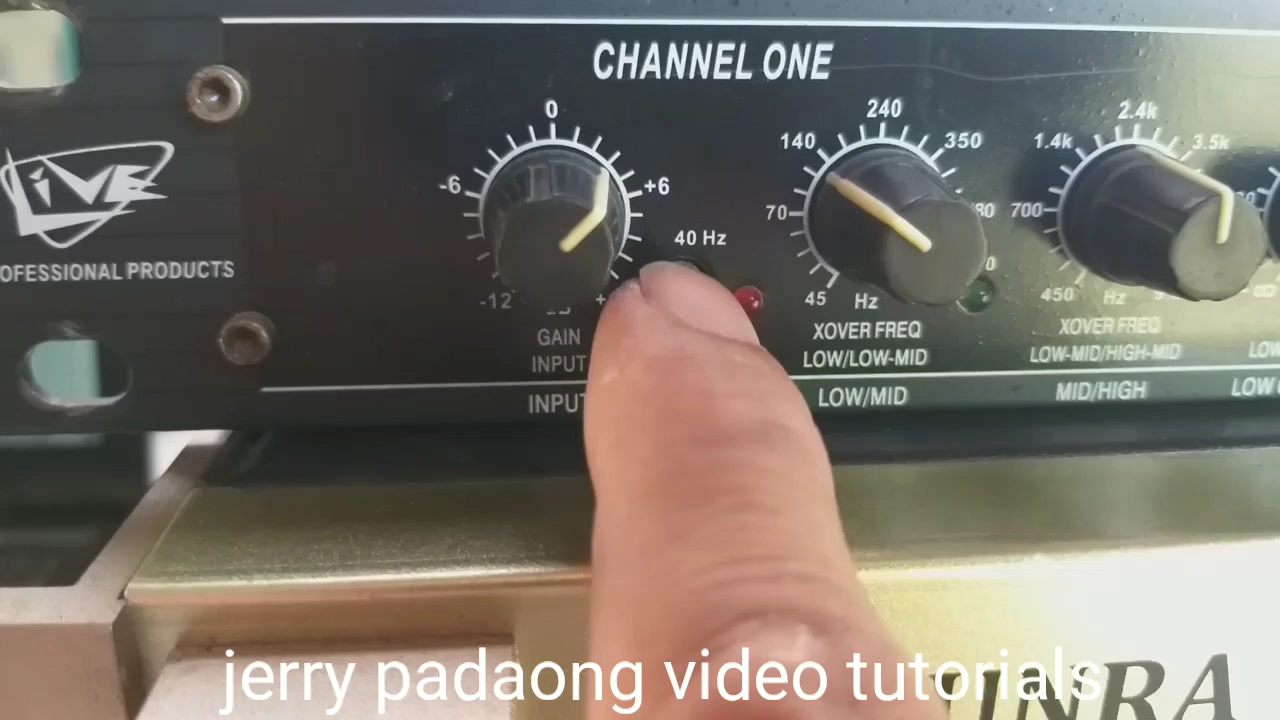 CHANNEL ONE
0
-6
+6
-12
40 Hz
GAIN
INPUT
INPUT
240
140
350
70
45
Hz
XOVER FREQ
LOW/LOW-MID
LOW/MID
2.4k
1.4k
3.5k
700
450
Hz
XOVER FREQ
LOW-MID/HIGH-MID
MID/HIGH
LOW
LiVE
OFESSIONAL PRODUCTS
jerry padaong video tutorials